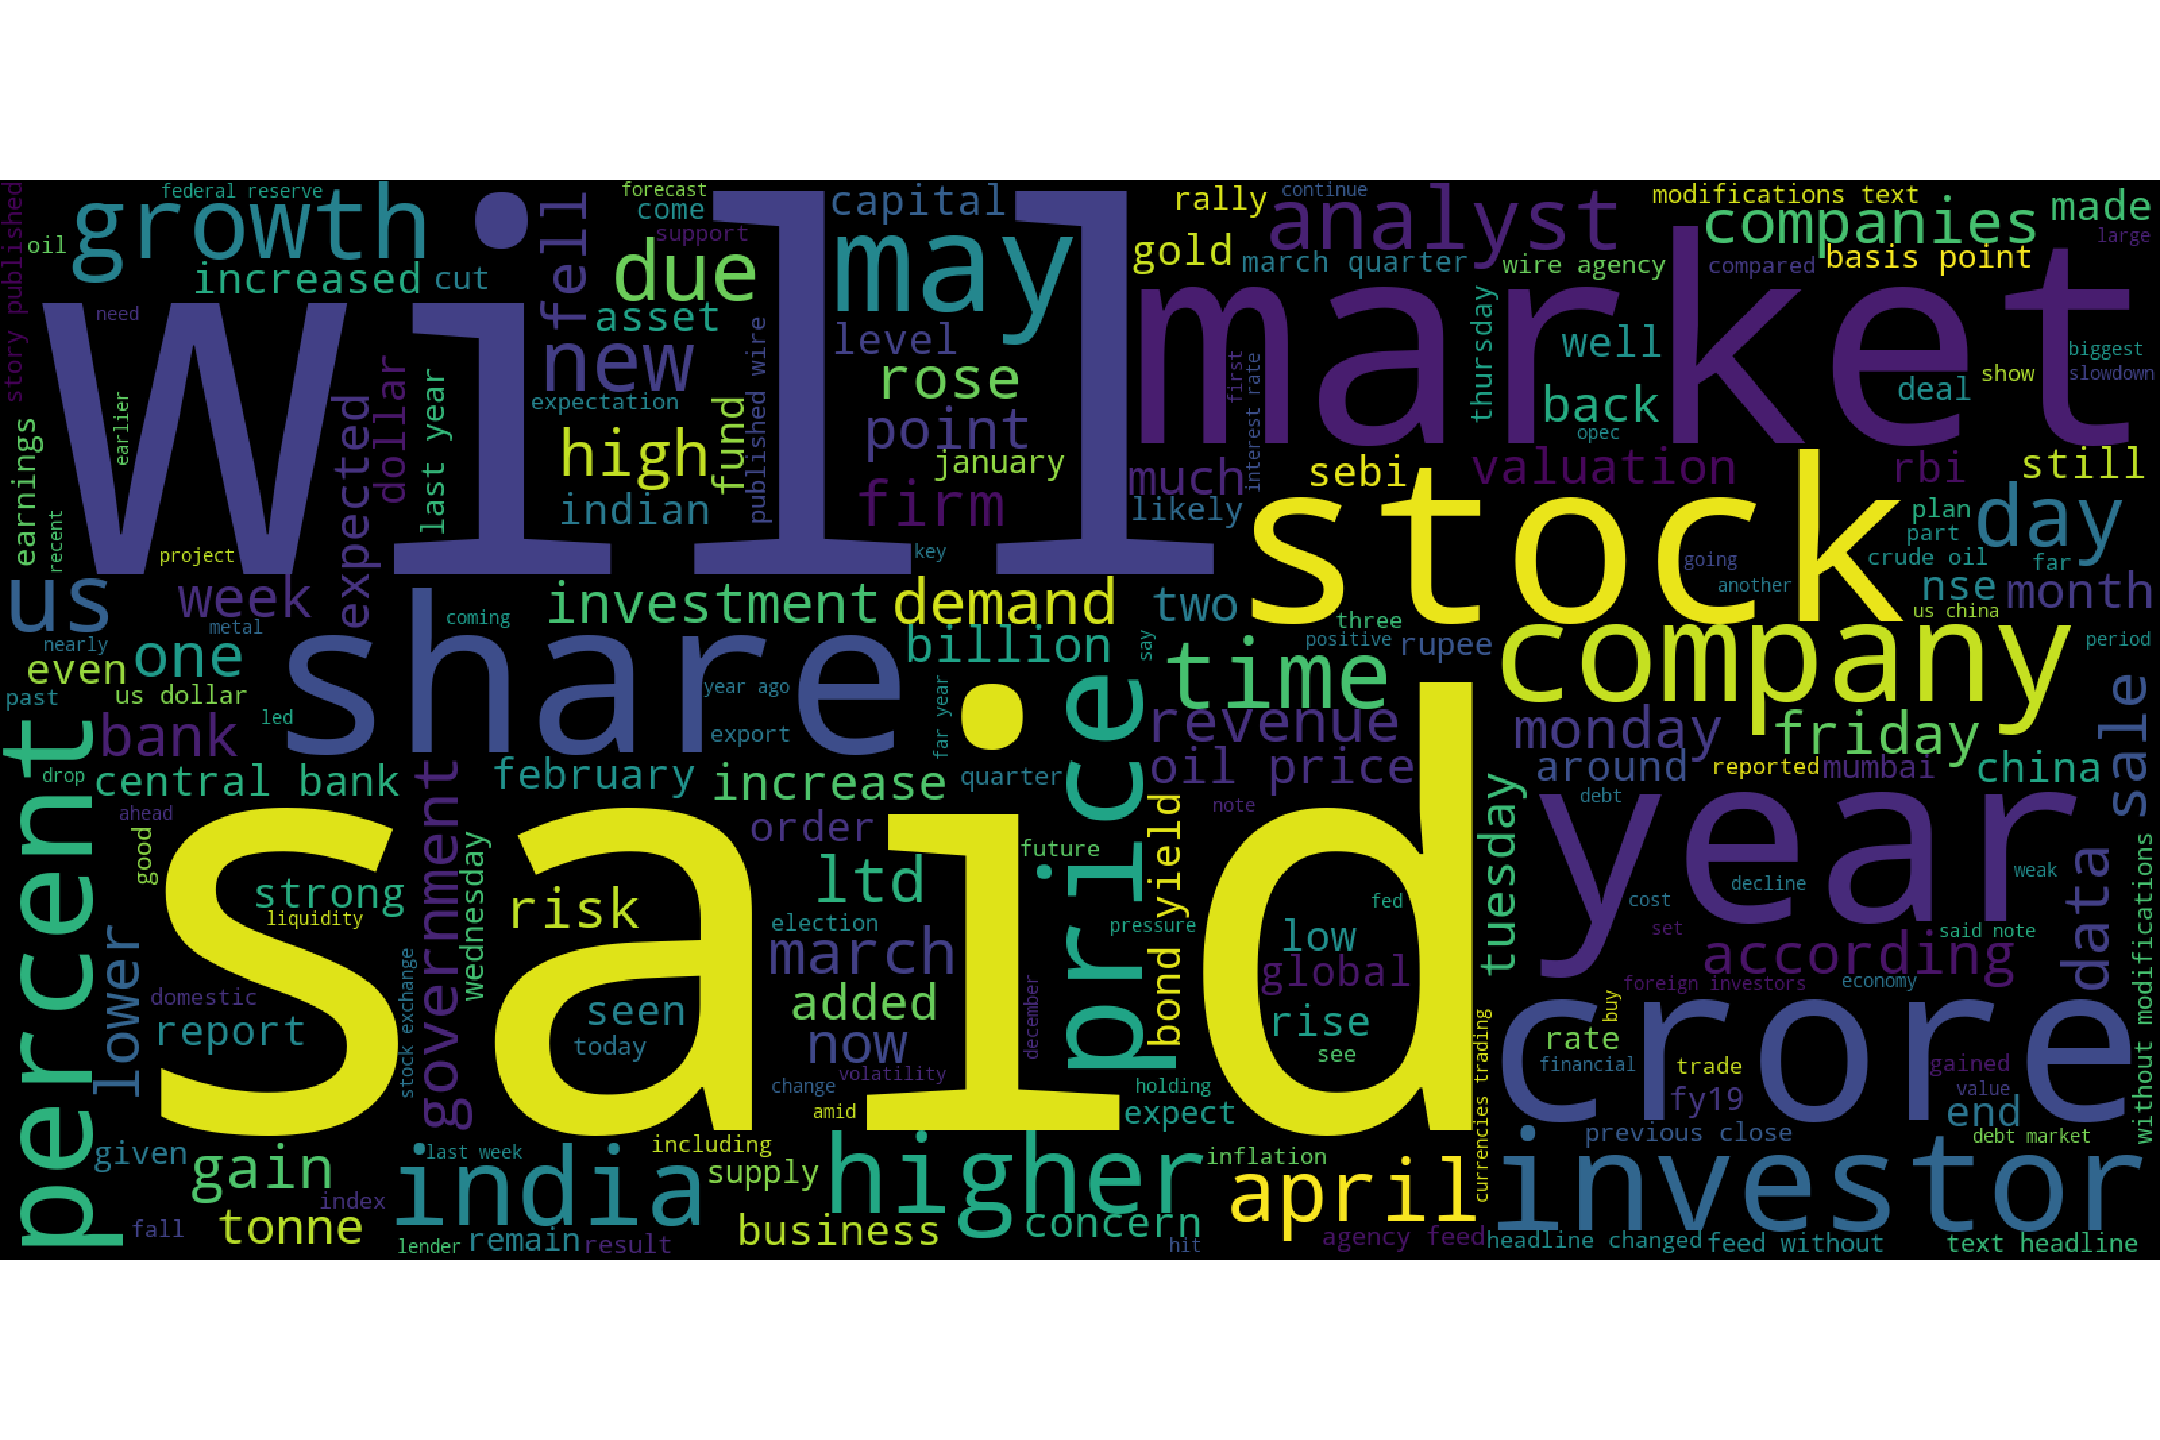 federal reserve
forecast
continue
modifications text
story published
growth
will
fell
come
capital
rally
analyst
companies
made
oil
support
may
market
large
increased
cut
due
gold
march quarter
wire agency
compared
basis point
need
asset
level
thursday
well
biggest
new
published wire
rose
first
interest rate
deal
show
slowdown
dollar
last year
expected
expectation
fund
point
back
earnings
earlier
high
january
much
sebi
valuation
opec
rbi
still
indian
firm
likely
stock
plan
day
recent
project
key
part
going
crude oil
far
us
week
investment
demand
two
another
nse
month
metal
coming
share
three
us china
nearly
one
billion
say
time
positive
rupee
company
period
even
past
us dollar
year ago
far year
price
bank
led
export
revenue
monday
friday
sale
percent
drop
central bank
government
february
increase
quarter
oil price
around
reported
mumbai
china
ahead
said
order
bond yield
note
tuesday
debt
year
good
strong
wednesday
risk
ltd
future
fed
decline
data
weak
without modifications
liquidity
election
pressure
cost
lower
march
low
set
according
said note
domestic
stock exchange
december
global
foreign investors
economy
report
seen
added
rise
currencies trading
crore
buy
today
now
see
rate
change
volatility
holding
financial
trade
gained
amid
expect
fy19
value
end
given
last week
including
higher
inflation
previous close
debt market
gain
india
supply
april
investor
index
fall
tonne
business
concern
lender
remain
result
hit
agency feed
headline changed
feed without
text headline